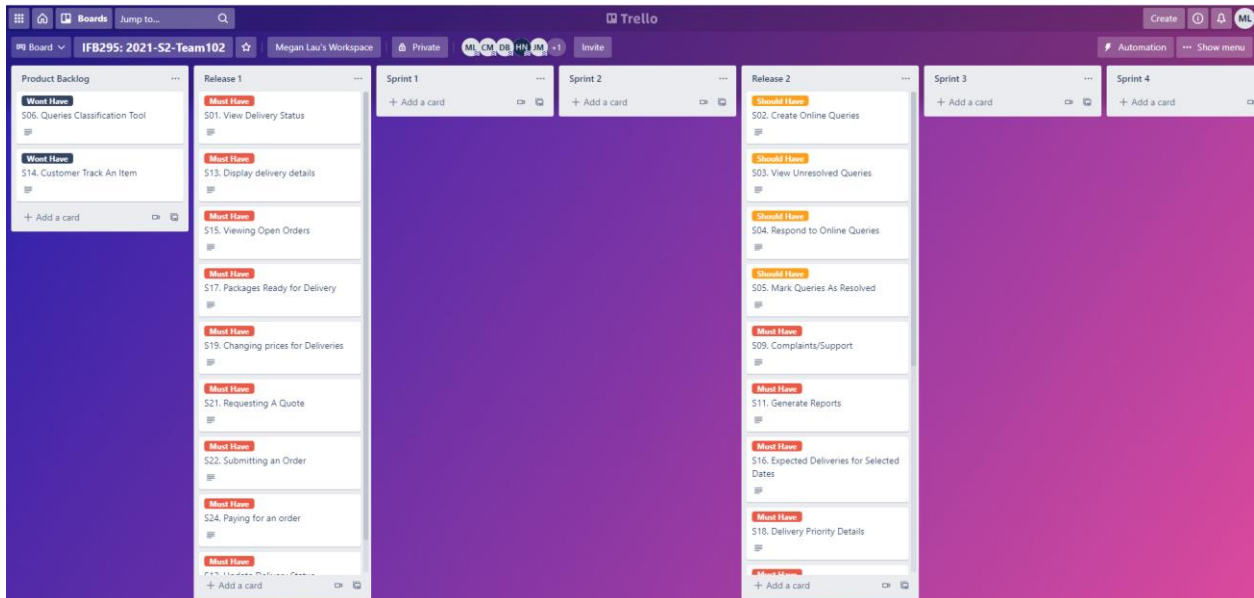 Boards
Jump to...
Trello
Create
ML
Board
IFB295: 2021-S2-Team102
Megan Lau's Workspace
Private
ML
CM
DB
HN
JM
+1
Invite
Automation
Show menu
Product Backlog
Wont Have
S06. Queries Classification Tool
Wont Have
S14. Customer Track An Item
+ Add a card
Release 1
Must Have
S01. View Delivery Status
Must Have
S13. Display delivery details
Must Have
S15. Viewing Open Orders
Must Have
S17. Packages Ready for Delivery
Must Have
S19. Changing prices for Deliveries
Must Have
S21. Requesting A Quote
Must Have
S22. Submitting an Order
Must Have
S24. Paying for an order
Must Have
+ Add a card
Sprint 1
+ Add a card
Sprint 2
+ Add a card
Release 2
Should Have
S02. Create Online Queries
Should Have
S03. View Unresolved Queries
Should Have
S04. Respond to Online Queries
Should Have
S05. Mark Queries As Resolved
Must Have
S09. Complaints/Support
Must Have
S11. Generate Reports
Must Have
S16. Expected Deliveries for Selected
Dates
Must Have
S18. Delivery Priority Details
Must Have
+ Add a card
Sprint 3
+ Add a card
Sprint 4
+ Add a card